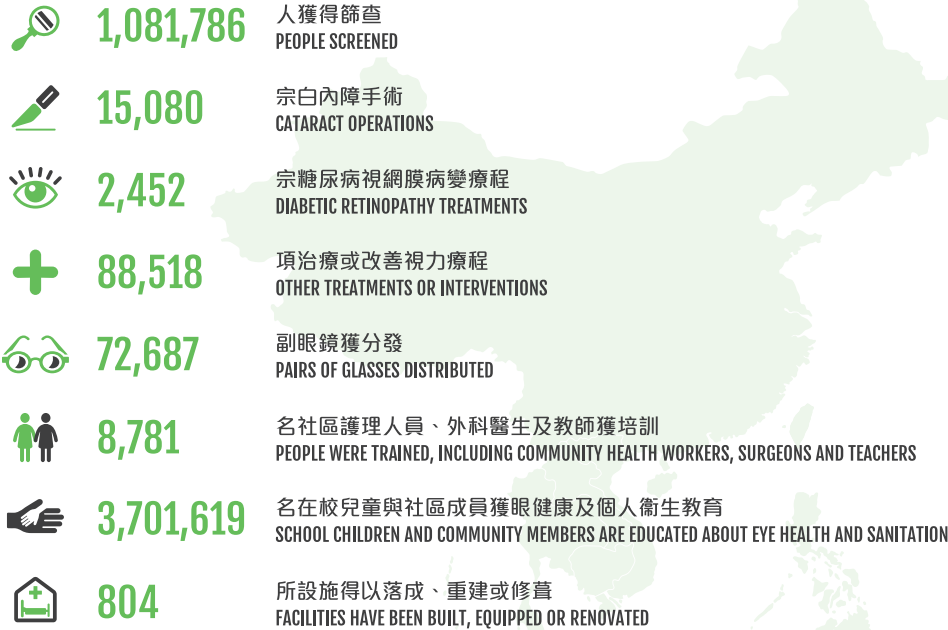 1,081,786
人獲得篩查
PEOPLE SCREENED
15,080
宗白內障手術
CATARACT OPERATIONS
2,452
宗糖尿病視網膜病變療程
DIABETIC RETINOPATHY TREATMENTS
88,518
項治療或改善視力療程
OTHER TREATMENTS OR INTERVENTIONS
72,687
副眼鏡獲分發
PAIRS OF GLASSES DISTRIBUTED
8,781
名社區護理人員、外科醫生及教師獲培訓
PEOPLE WERE TRAINED, INCLUDING COMMUNITY HEALTH WORKERS, SURGEONS AND TEACHERS
3,701,619
名在校兒童與社區成員獲眼健康及個人衞生教育
SCHOOL CHILDREN AND COMMUNITY MEMBERS ARE EDUCATED ABOUT EYE HEALTH AND SANITATION
804
所設施得以落成、重建或修葺
FACILITIES HAVE BEEN BUILT, EQUIPPED OR RENOVATED